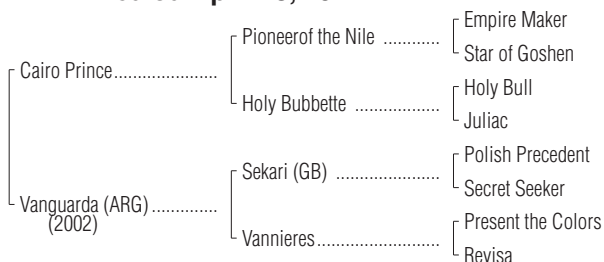 Empire Maker
Pioneerof the Nile ............
Star of Goshen
Cairo Prince......................
Holy Bull
Holy Bubbette ..................
Juliac
Polish Precedent
Sekari (GB) ......................
Secret Seeker
Vanguarda (ARG) ..............
(2002)
Present the Colors
Vannieres..........................
Revisa